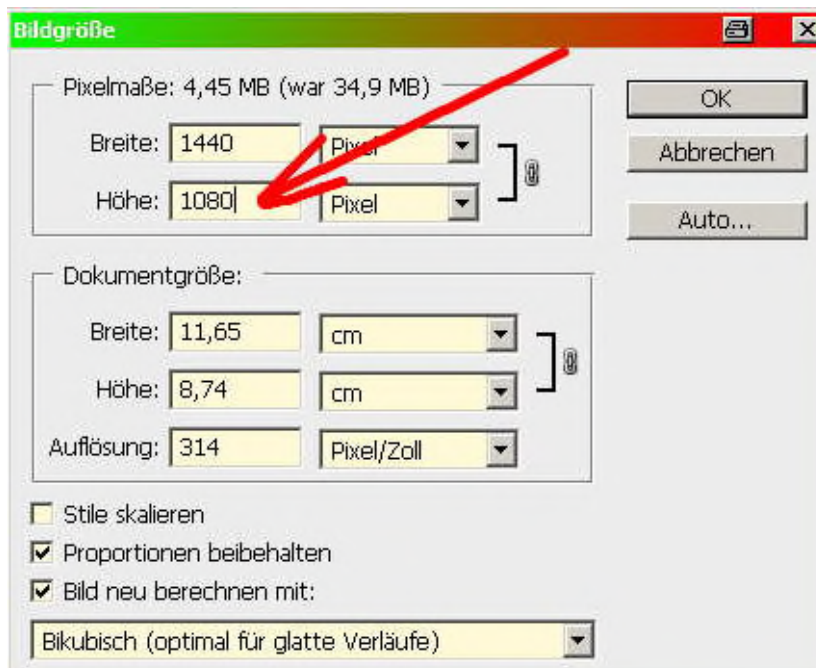 Bildgröße
Pixelmaße: 4,45 MB (war 34,9 MB)
Breite: 1440 Pixel
Höhe: 1080 Pixel
OK
Abbrechen
Auto...
Dokumentgröße:
Breite: 11,65 cm
Höhe: 8,74 cm
Auflösung: 314 Pixel/Zoll
Stile skalieren
Proportionen beibehalten
Bild neu berechnen mit:
Bikubisch (optimal für glatte Verläufe)